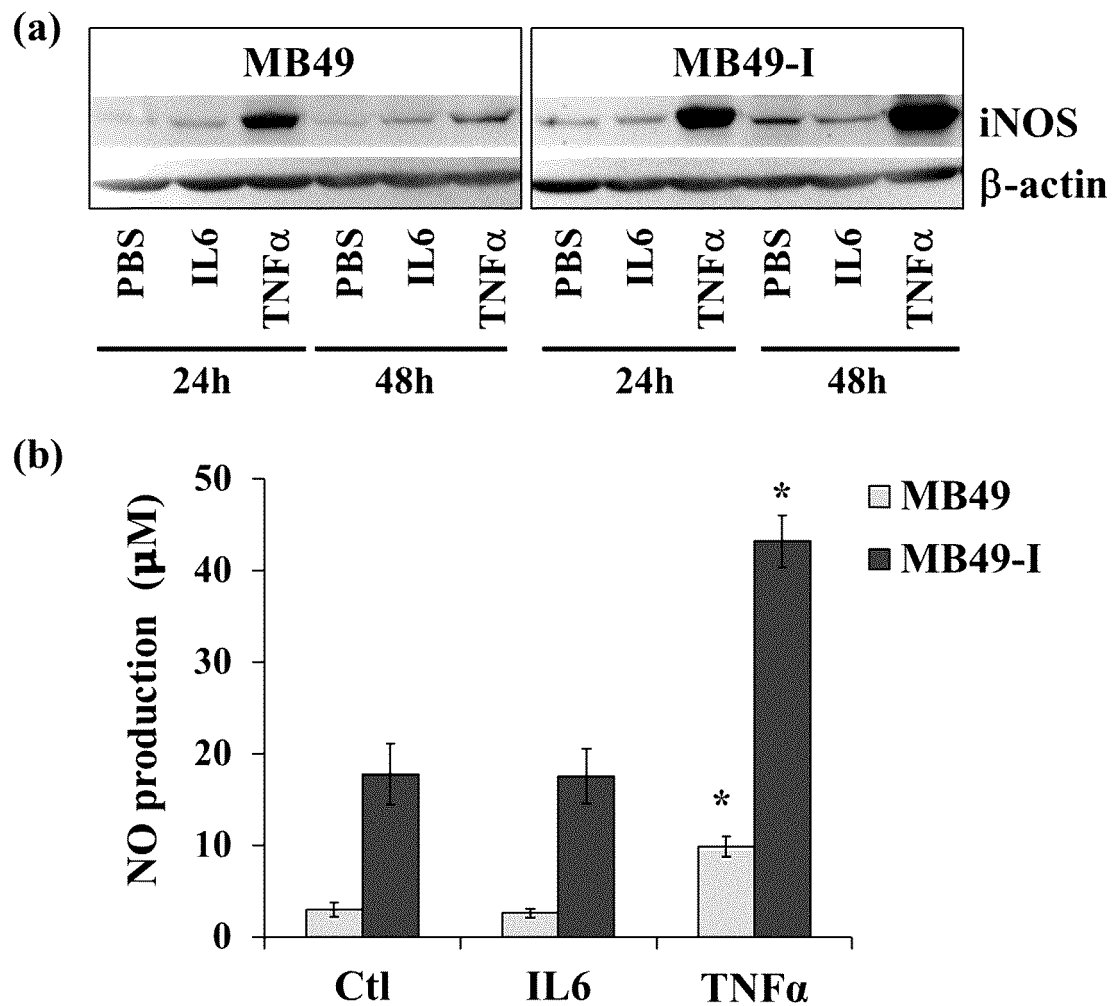 (a)
MB49 MB49-I
iNOS
β-actin
PBS IL6 TNFα PBS IL6 TNFα PBS IL6 TNFα PBS IL6 TNFα
24h 48h 24h 48h
(b)
NO production (μM)
50
40
30
20
10
0
* *
MB49
MB49-I
Ctl IL6 TNFα